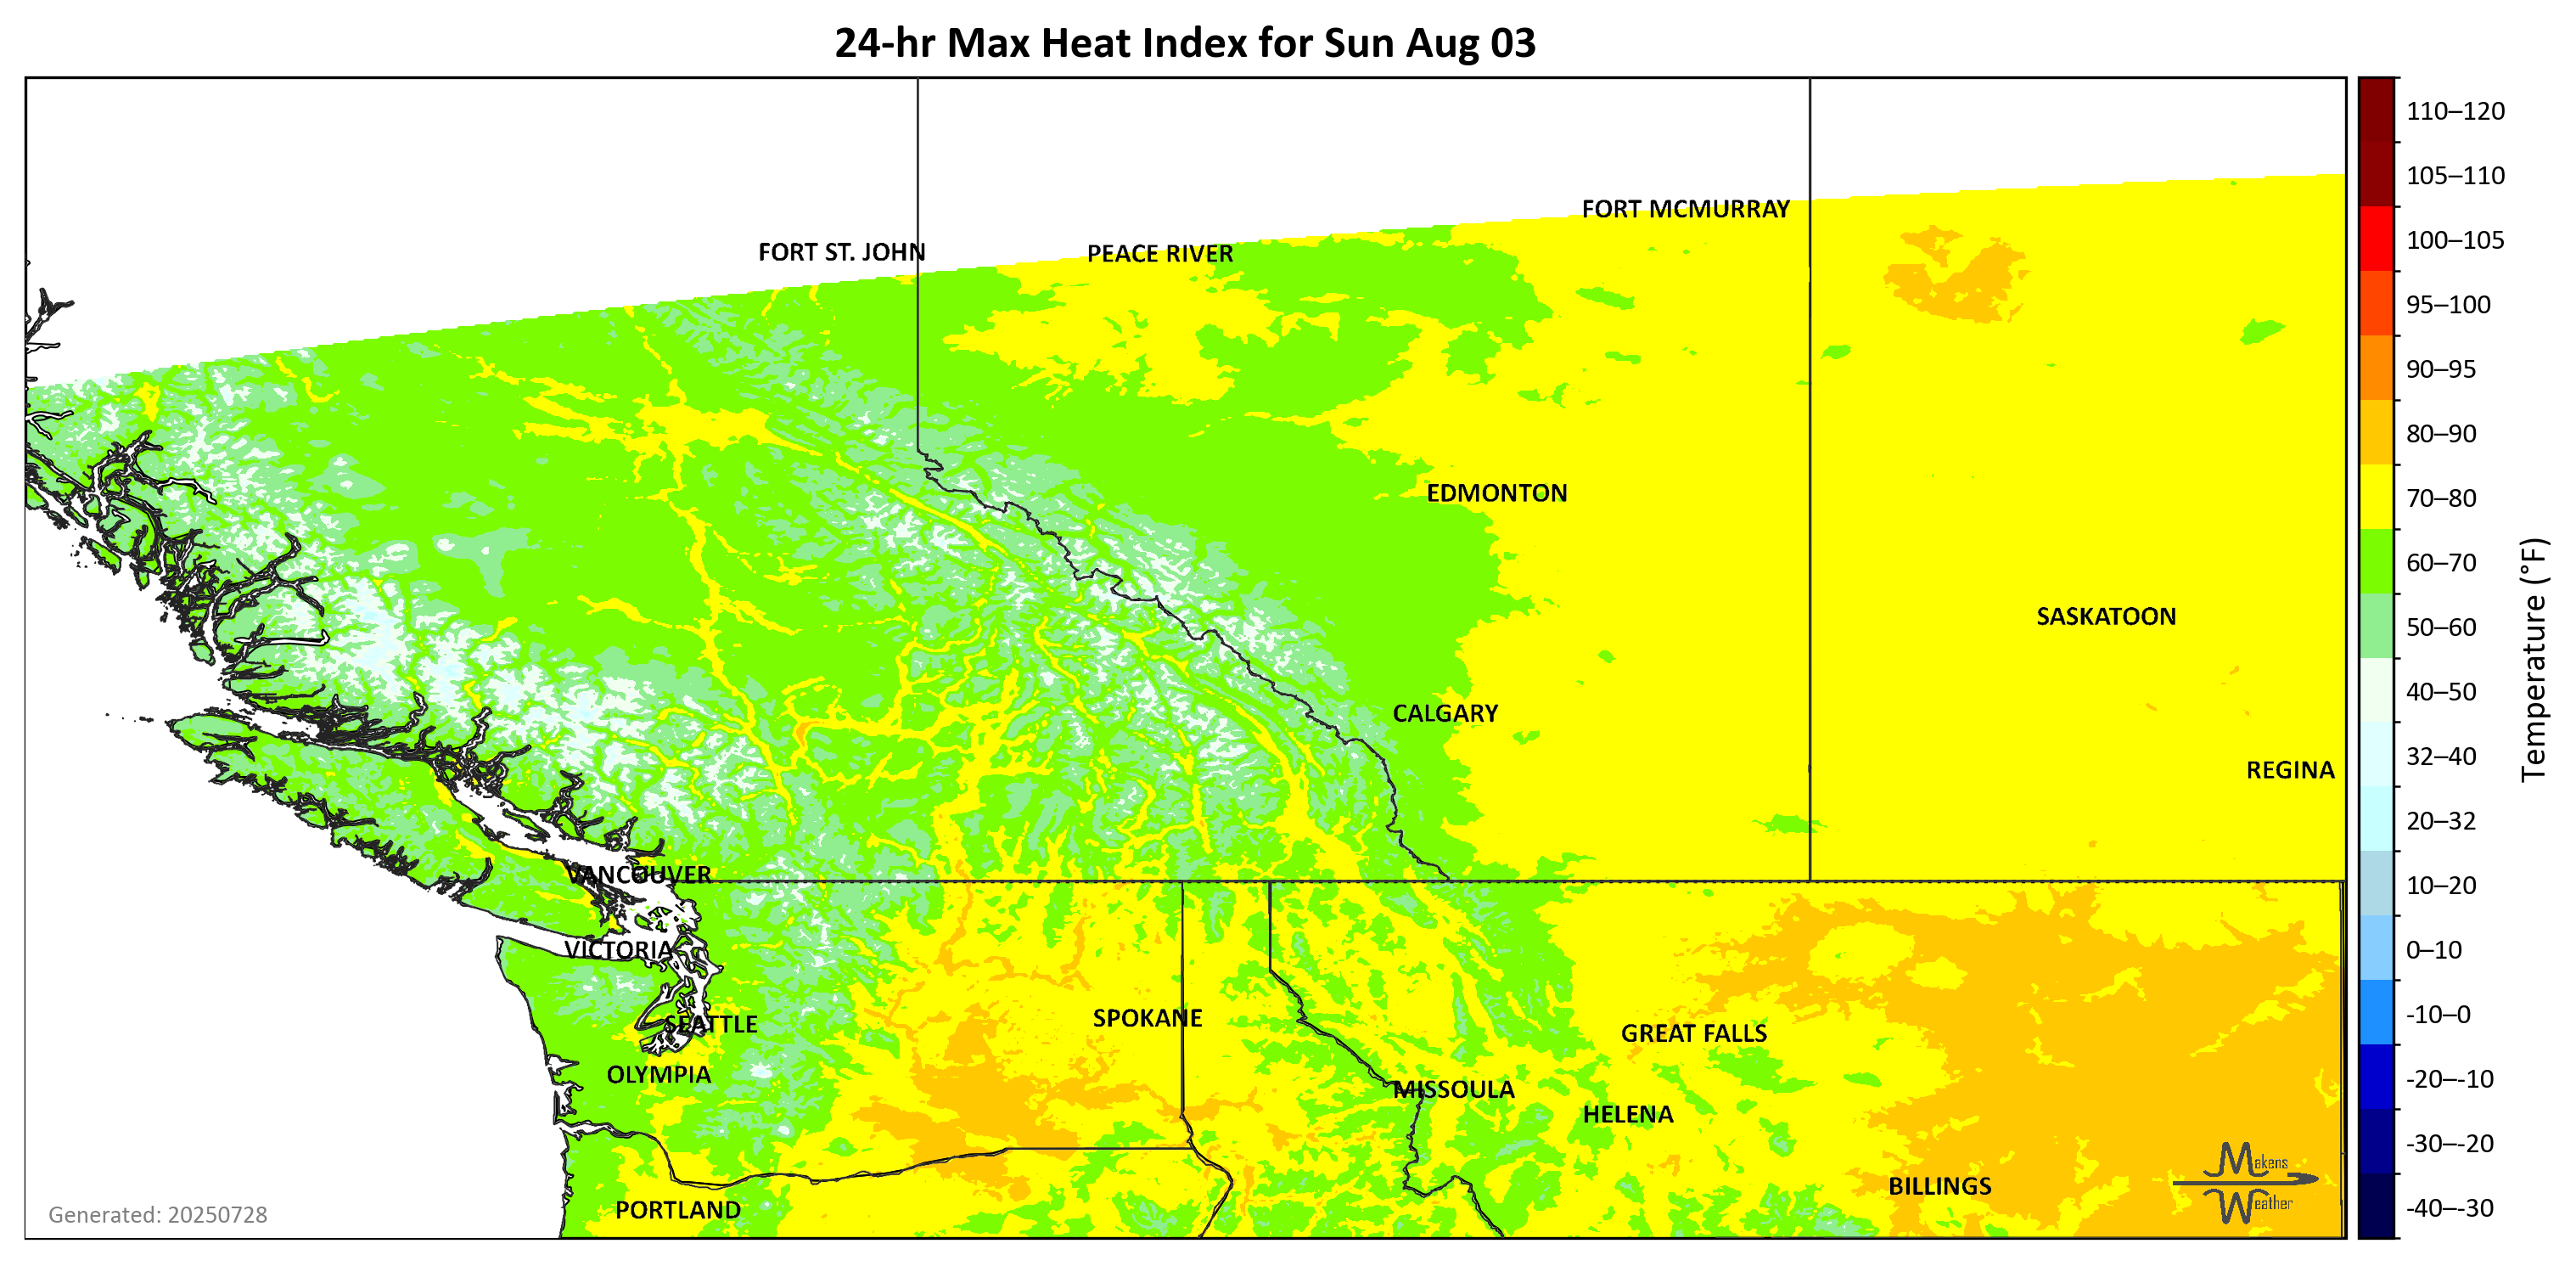 24-hr Max Heat Index for Sun Aug 03
FORT MCMURRAY
FORT ST. JOHN
PEACE RIVER
EDMONTON
SASKATOON
CALGARY
REGINA
VANCOUVER
VICTORIA
SEATTLE
SPOKANE
GREAT FALLS
OLYMPIA
MISSOULA
HELENA
BILLINGS
PORTLAND
Makens
Weather
Generated: 20250728
110–120
105–110
100–105
95–100
90–95
80–90
70–80
60–70
50–60
40–50
32–40
20–32
10–20
0–10
-10–0
-20–-10
-30–-20
-40–-30
Temperature (°F)